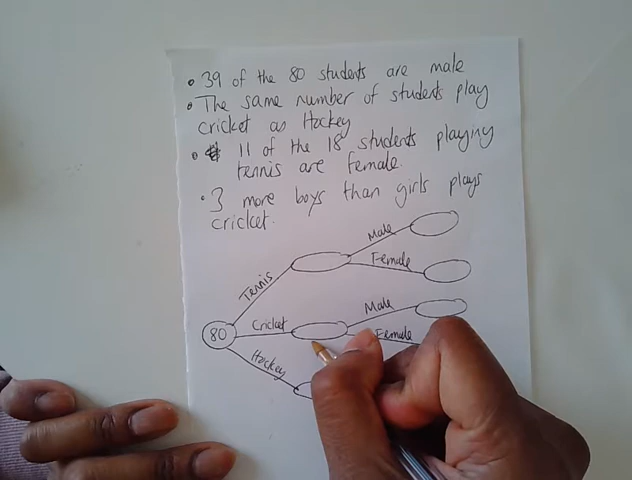 • 39 of the 80 students are male
• The same number of students play
cricket as Hockey
• 11 of the 18 students playing
tennis are female.
• 3 more boys than girls plays
cricket.
Male
Female
Tennis
Male
80
Cricket
Female
Hockey